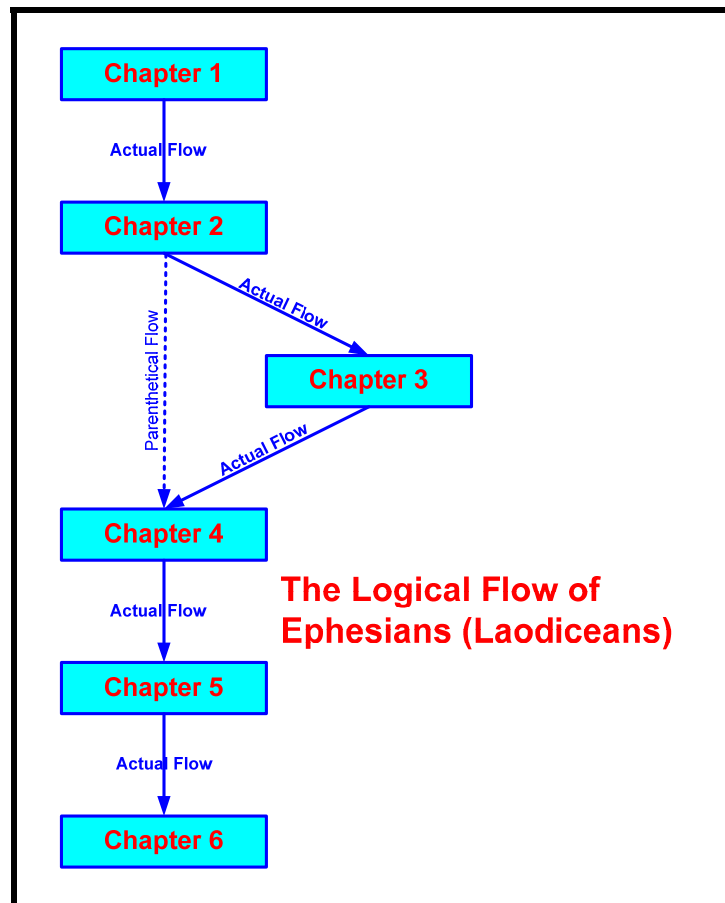 Chapter 1
Actual Flow
Chapter 2
Actual Flow
Parenthetical Flow
Chapter 3
Actual Flow
Chapter 4
The Logical Flow of
Ephesians (Laodiceans)
Actual Flow
Chapter 5
Actual Flow
Chapter 6